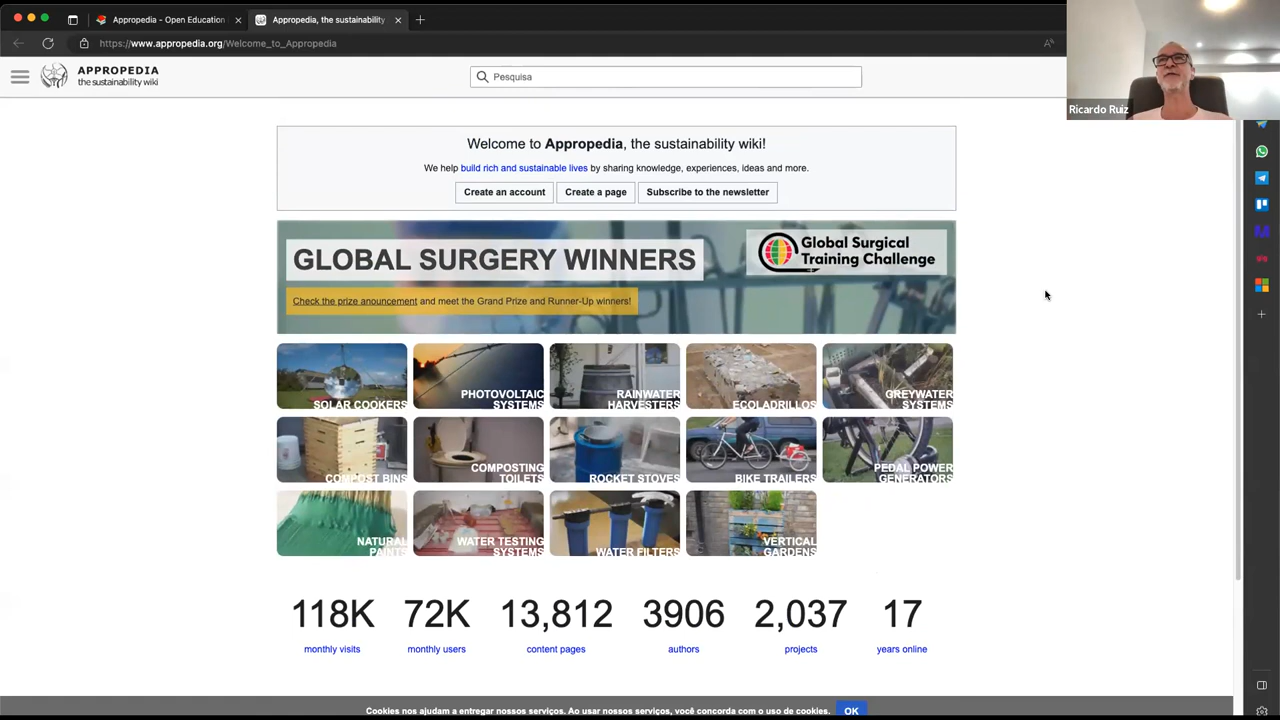 Appropedia - Open Education
Appropedia, the sustainability
https://www.appropedia.org/Welcome_to_Appropedia
APPROPEDIA
the sustainability wiki
Pesquisa
Ricardo Ruiz
Welcome to Appropedia, the sustainability wiki!
We help build rich and sustainable lives by sharing knowledge, experiences, ideas and more.
Create an account
Create a page
Subscribe to the newsletter
GLOBAL SURGERY WINNERS
Global Surgical
Training Challenge
Check the prize anouncement and meet the Grand Prize and Runner-Up winners!
SOLAR COOKERS
PHOTOVOLTAIC
SYSTEMS
RAINWATER
HARVESTERS
ECOLADRILLOS
GREYWATER
SYSTEMS
COMPOST BINS
COMPOSTING
TOILETS
ROCKET STOVES
BIKE TRAILERS
PEDAL POWER
GENERATORS
NATURAL
PAINTS
WATER TESTING
SYSTEMS
WATER FILTERS
VERTICAL
GARDENS
118K 72K 13,812 3906 2,037 17
monthly visits monthly users content pages authors projects years online
Cookies nos ajudam a entregar nossos serviços. Ao usar nossos serviços, você concorda com o uso de cookies. OK